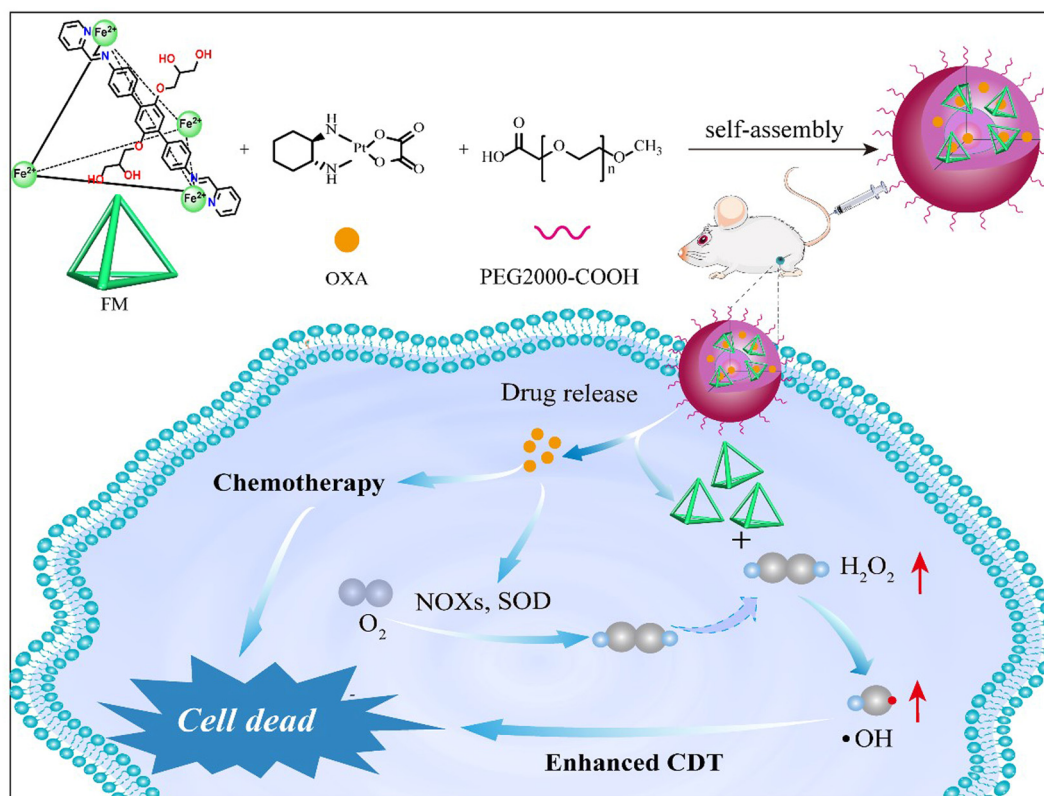 Fe2+
N
N
HO
OH
O
Fe2+
Fe2+
O
HO
OH
N
N
Fe2+
FM
+
H
N
N
H
Pt
O
O
O
O
OXA
+
O
HO
O
n
O
CH3
PEG2000-COOH
self-assembly
Drug release
Chemotherapy
+
H2O2
NOXs, SOD
O2
Cell dead
-
•OH
Enhanced CDT